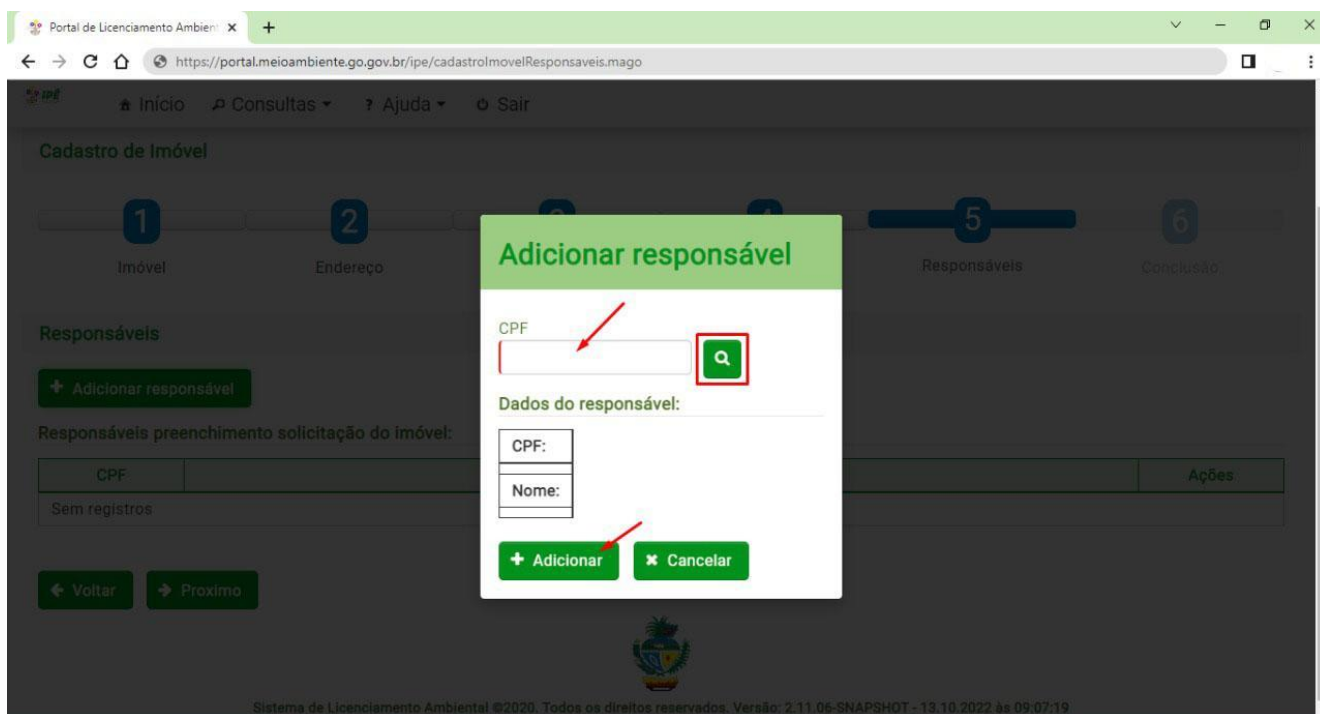 Portal de Licenciamento Ambien
https://portal.meioambiente.go.gov.br/ipe/cadastroImovelResponsaveis.mago
IPÊ Início Consultas ? Ajuda Sair
Cadastro de Imóvel
1 2 5 6
Imóvel Endereço Responsáveis Conclusão
Adicionar responsável
CPF
Dados do responsável:
CPF:
Nome:
+ Adicionar Cancelar
Responsáveis
+ Adicionar responsável
Responsáveis preenchimento solicitação do imóvel:
CPF Ações
Sem registros
Voltar Proximo
Sistema de Licenciamento Ambiental ©2020. Todos os direitos reservados. Versão: 2.11.06-SNAPSHOT - 13.10.2022 às 09:07:19